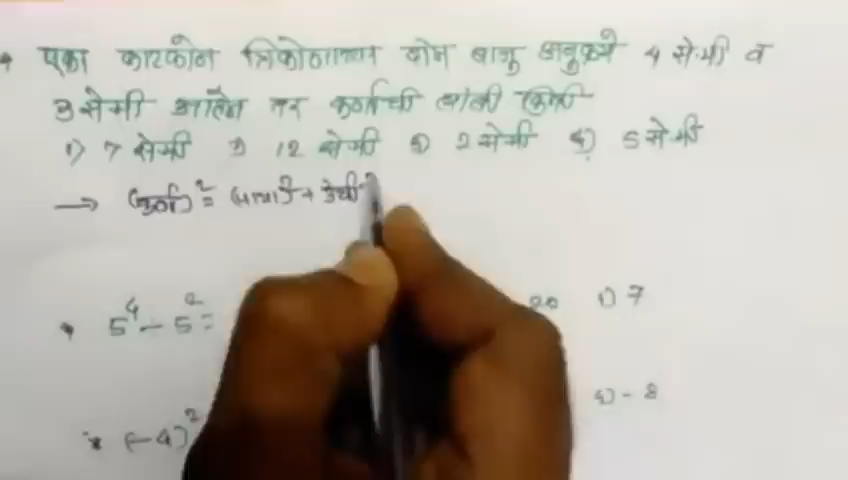 * एका काटकोन त्रिकोणाच्या दोन बाजु अनुक्रमे 4 सेमी व
3 सेमी आहेत तर कर्णाची लांबी किती
1) 7 सेमी 2) 12 सेमी 3) 2 सेमी 4) 5 सेमी
→ (कर्ण)² = (पाया)² + उंची²
* 5⁴ - 5² = 20 1) 7
* (-4)² 4) - 8